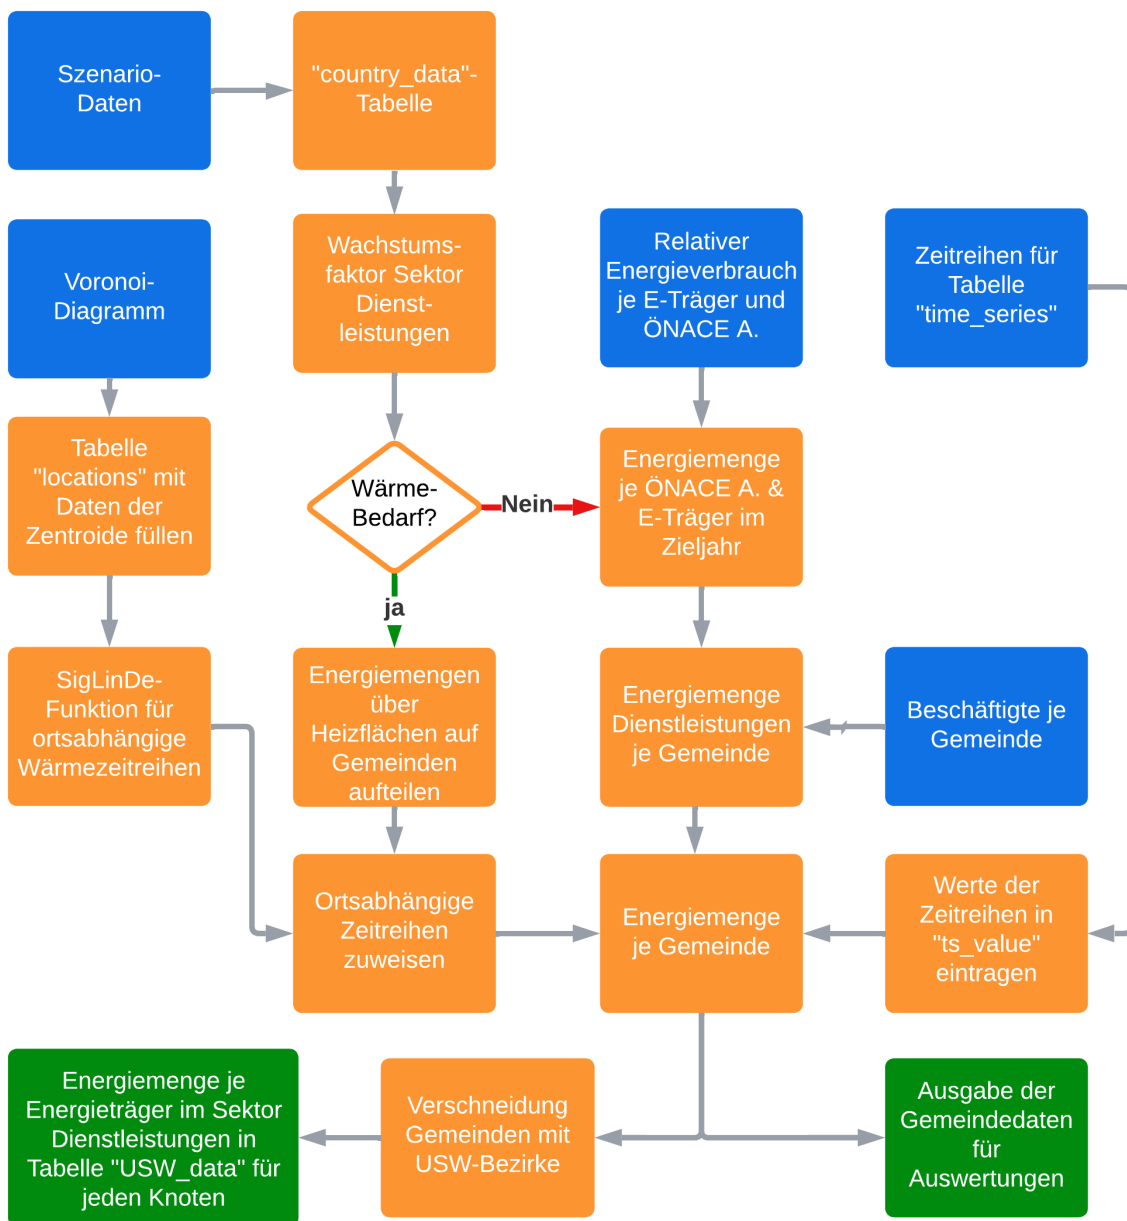 Szenario-
Daten
"country_data"-
Tabelle
Voronoi-
Diagramm
Wachstums-
faktor Sektor
Dienst-
leistungen
Relativer
Energieverbrauch
je E-Träger und
ÖNACE A.
Zeitreihen für
Tabelle
"time_series"
Tabelle
"locations" mit
Daten der
Zentroide füllen
Wärme-
Bedarf?
Nein
Energiemenge
je ÖNACE A. &
E-Träger im
Zieljahr
ja
SigLinDe-
Funktion für
ortsabhängige
Wärmezeitreihen
Energiemengen
über
Heizflächen auf
Gemeinden
aufteilen
Energiemenge
Dienstleistungen
je Gemeinde
Beschäftigte je
Gemeinde
Ortsabhängige
Zeitreihen
zuweisen
Energiemenge
je Gemeinde
Werte der
Zeitreihen in
"ts_value"
eintragen
Energiemenge je
Energieträger im Sektor
Dienstleistungen in
Tabelle "USW_data" für
jeden Knoten
Verschneidung
Gemeinden mit
USW-Bezirke
Ausgabe der
Gemeindedaten
für
Auswertungen